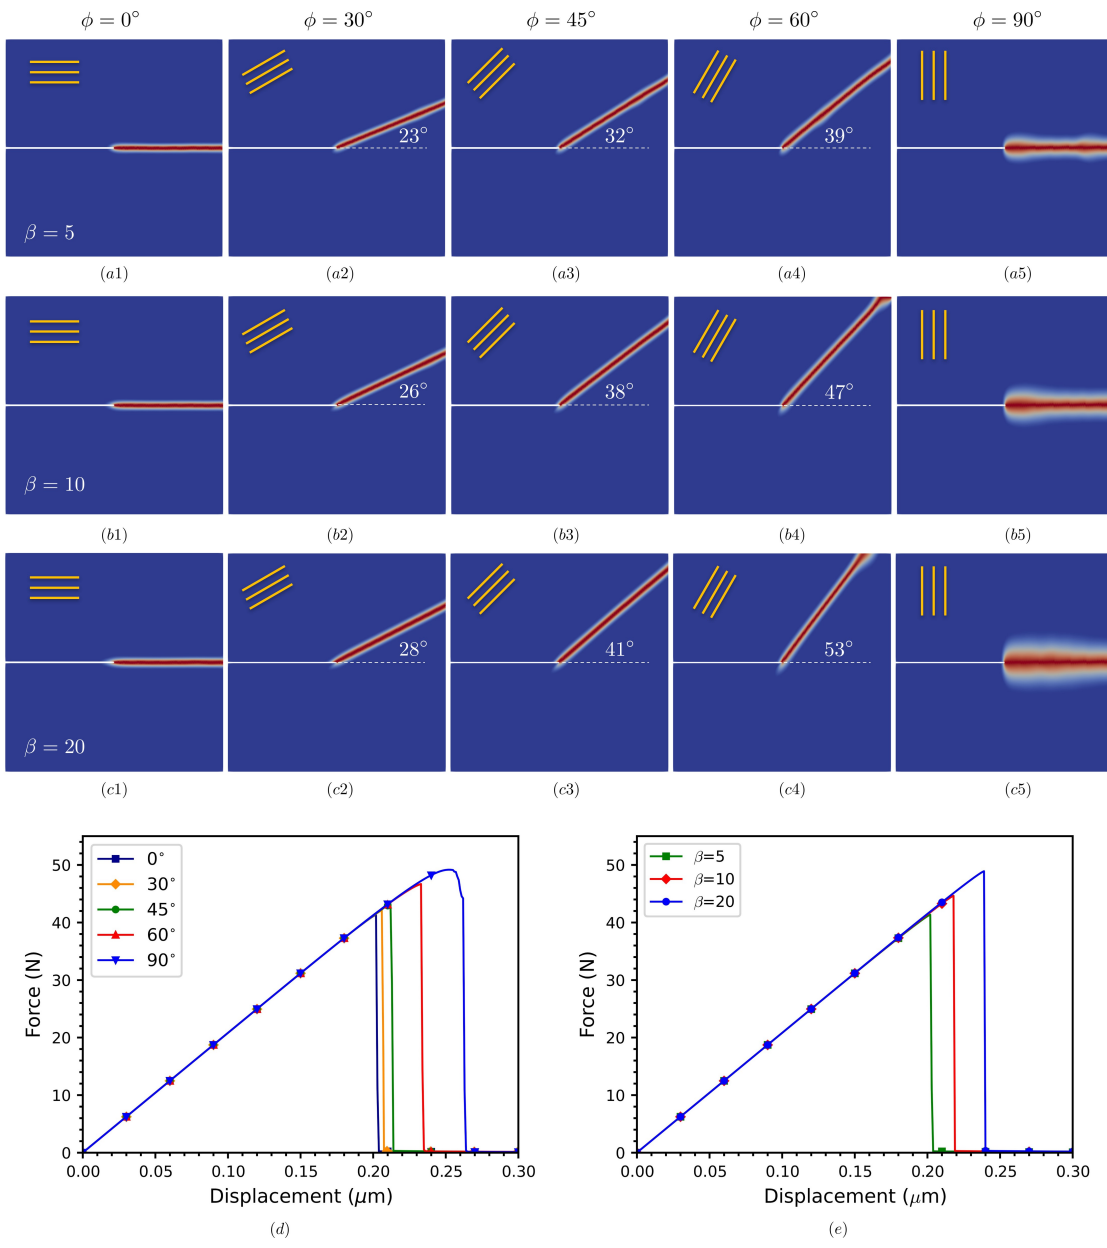 ϕ = 0° ϕ = 30° ϕ = 45° ϕ = 60° ϕ = 90°
23° 32° 39°
β = 5
(a1) (a2) (a3) (a4) (a5)
26° 38° 47°
β = 10
(b1) (b2) (b3) (b4) (b5)
28° 41° 53°
β = 20
(c1) (c2) (c3) (c4) (c5)
50
40
30
20
10
0
Force (N)
0°
30°
45°
60°
90°
0.00 0.05 0.10 0.15 0.20 0.25 0.30
Displacement (μm)
(d)
50
40
30
20
10
0
Force (N)
β=5
β=10
β=20
0.00 0.05 0.10 0.15 0.20 0.25 0.30
Displacement (μm)
(e)